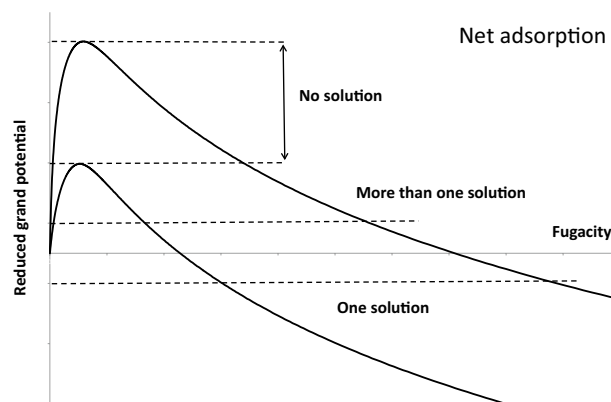 Net adsorption
No solution
More than one solution
Fugacity
One solution
Reduced grand potential